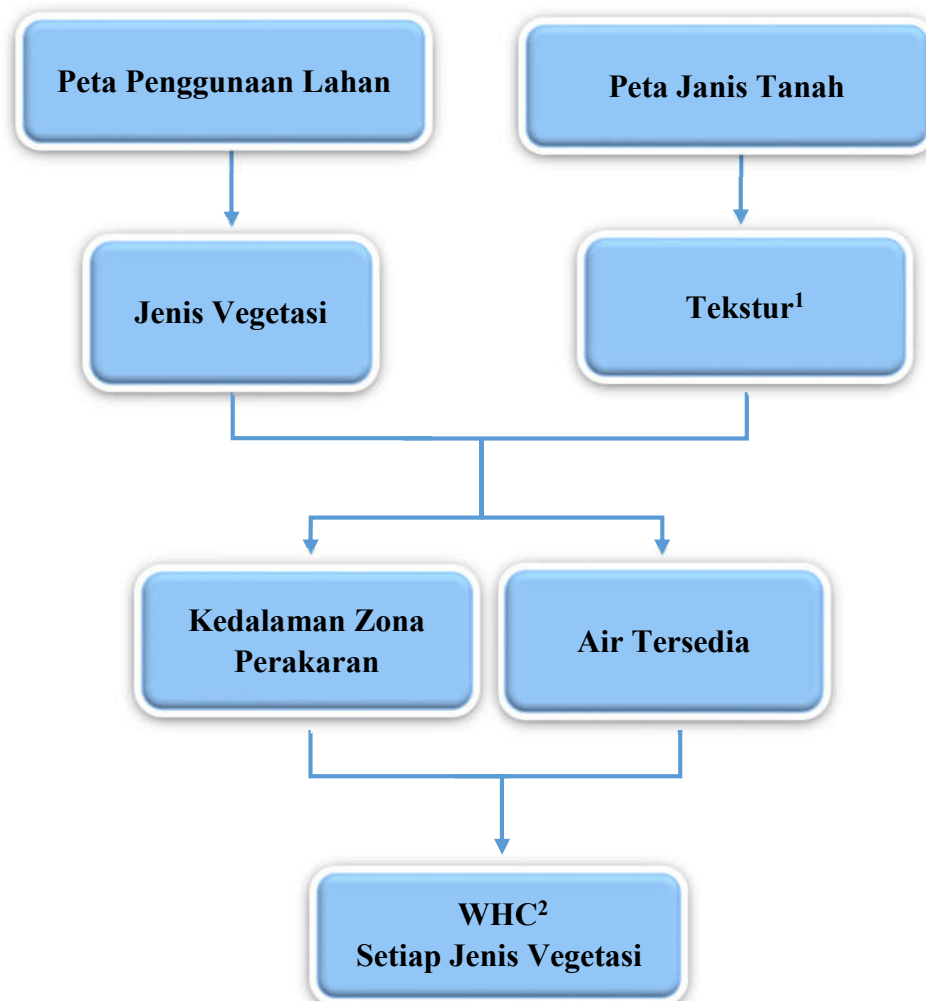 Peta Penggunaan Lahan
Peta Janis Tanah
Jenis Vegetasi
Tekstur¹
Kedalaman Zona
Perakaran
Air Tersedia
WHC²
Setiap Jenis Vegetasi